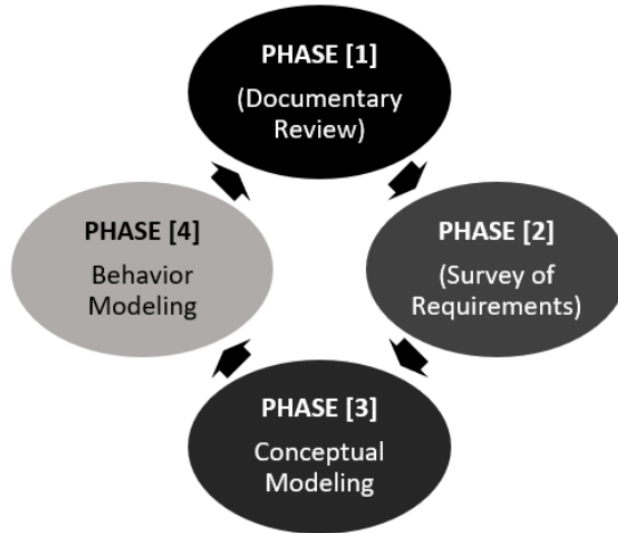 PHASE [1]
(Documentary
Review)
PHASE [2]
(Survey of
Requirements)
PHASE [3]
Conceptual
Modeling
PHASE [4]
Behavior
Modeling